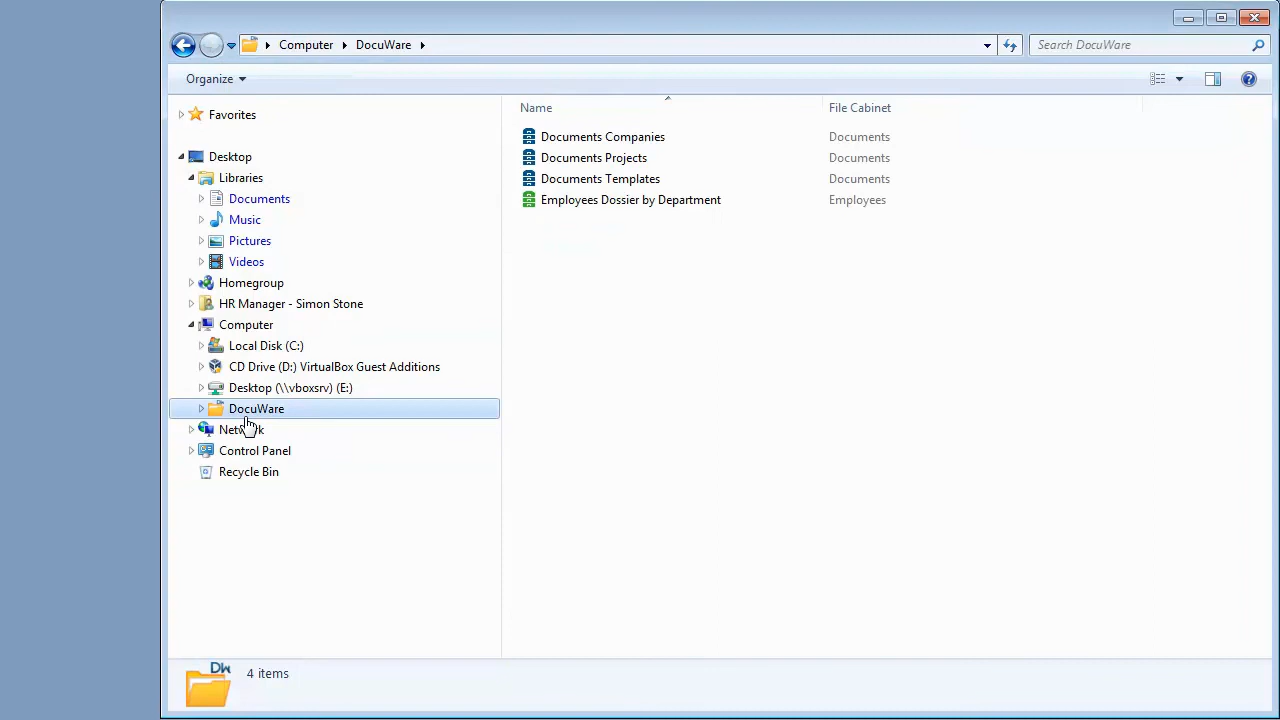 Computer DocuWare
Search DocuWare
Organize
Favorites
Desktop
Libraries
Documents
Music
Pictures
Videos
Homegroup
HR Manager - Simon Stone
Computer
Local Disk (C:)
CD Drive (D:) VirtualBox Guest Additions
Desktop (\\vboxsrv) (E:)
DocuWare
Network
Control Panel
Recycle Bin
Name File Cabinet
Documents Companies Documents
Documents Projects Documents
Documents Templates Documents
Employees Dossier by Department Employees
DW
4 items